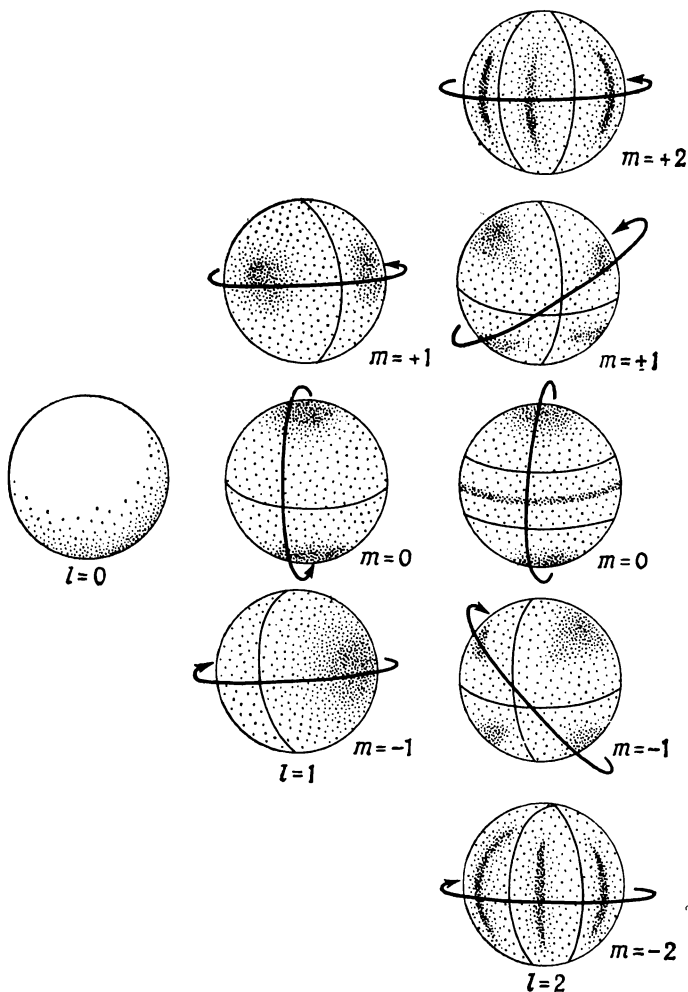 m = +2
m = +1
m = ±1
l = 0
m = 0
m = 0
m = -1
l = 1
m = -1
m = -2
l = 2